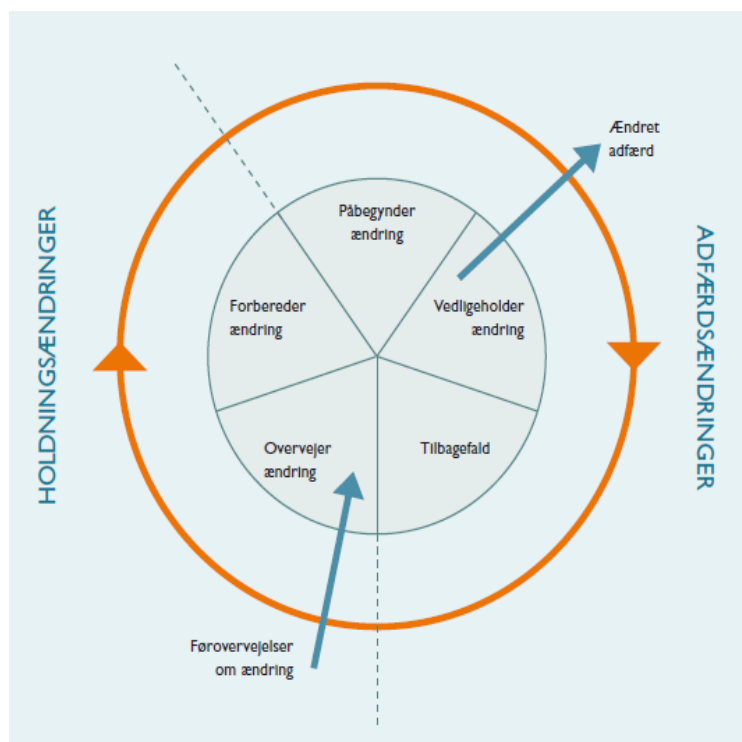 Ændret
adfærd
Påbegynder
ændring
HOLDNINGSÆNDRINGER
Forbereder
ændring
Vedligeholder
ændring
ADFÆRDSÆNDRINGER
Overvejer
ændring
Tilbagefald
Førovervejelser
om ændring